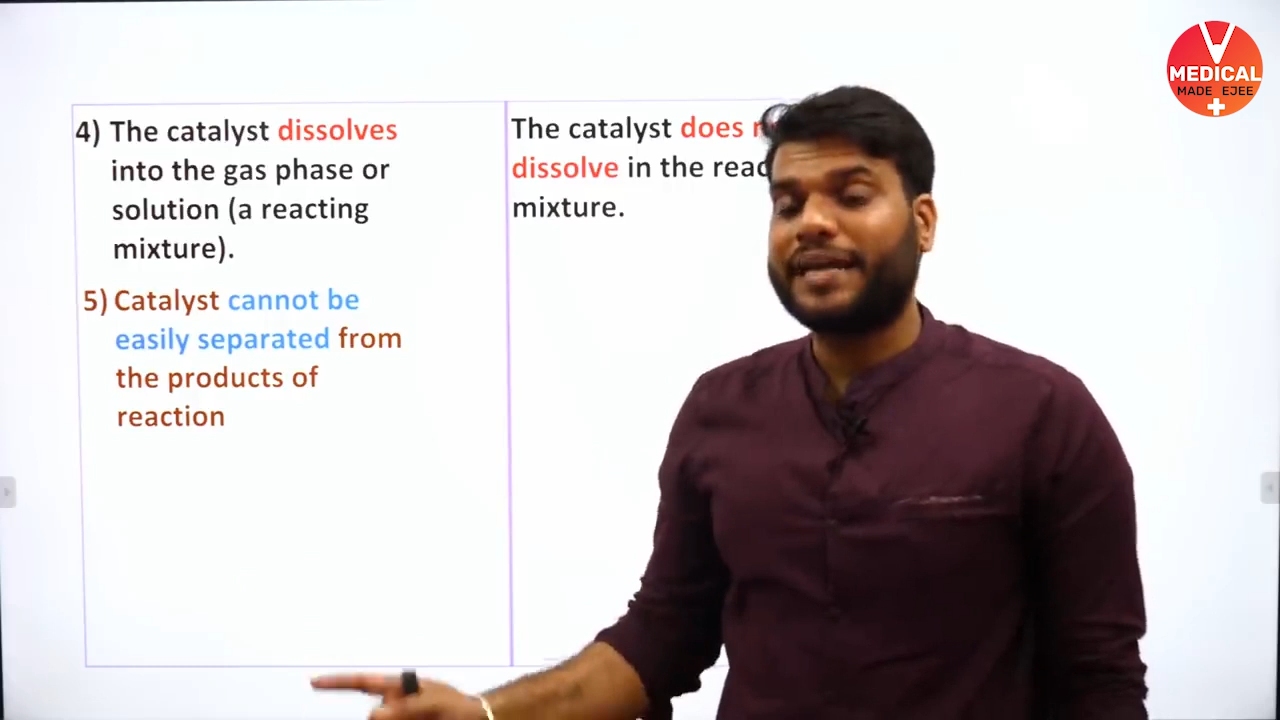 4) The catalyst dissolves
into the gas phase or
solution (a reacting
mixture).
5) Catalyst cannot be
easily separated from
the products of
reaction
The catalyst does
dissolve in the
mixture.
V
MEDICAL
MADE EJEE